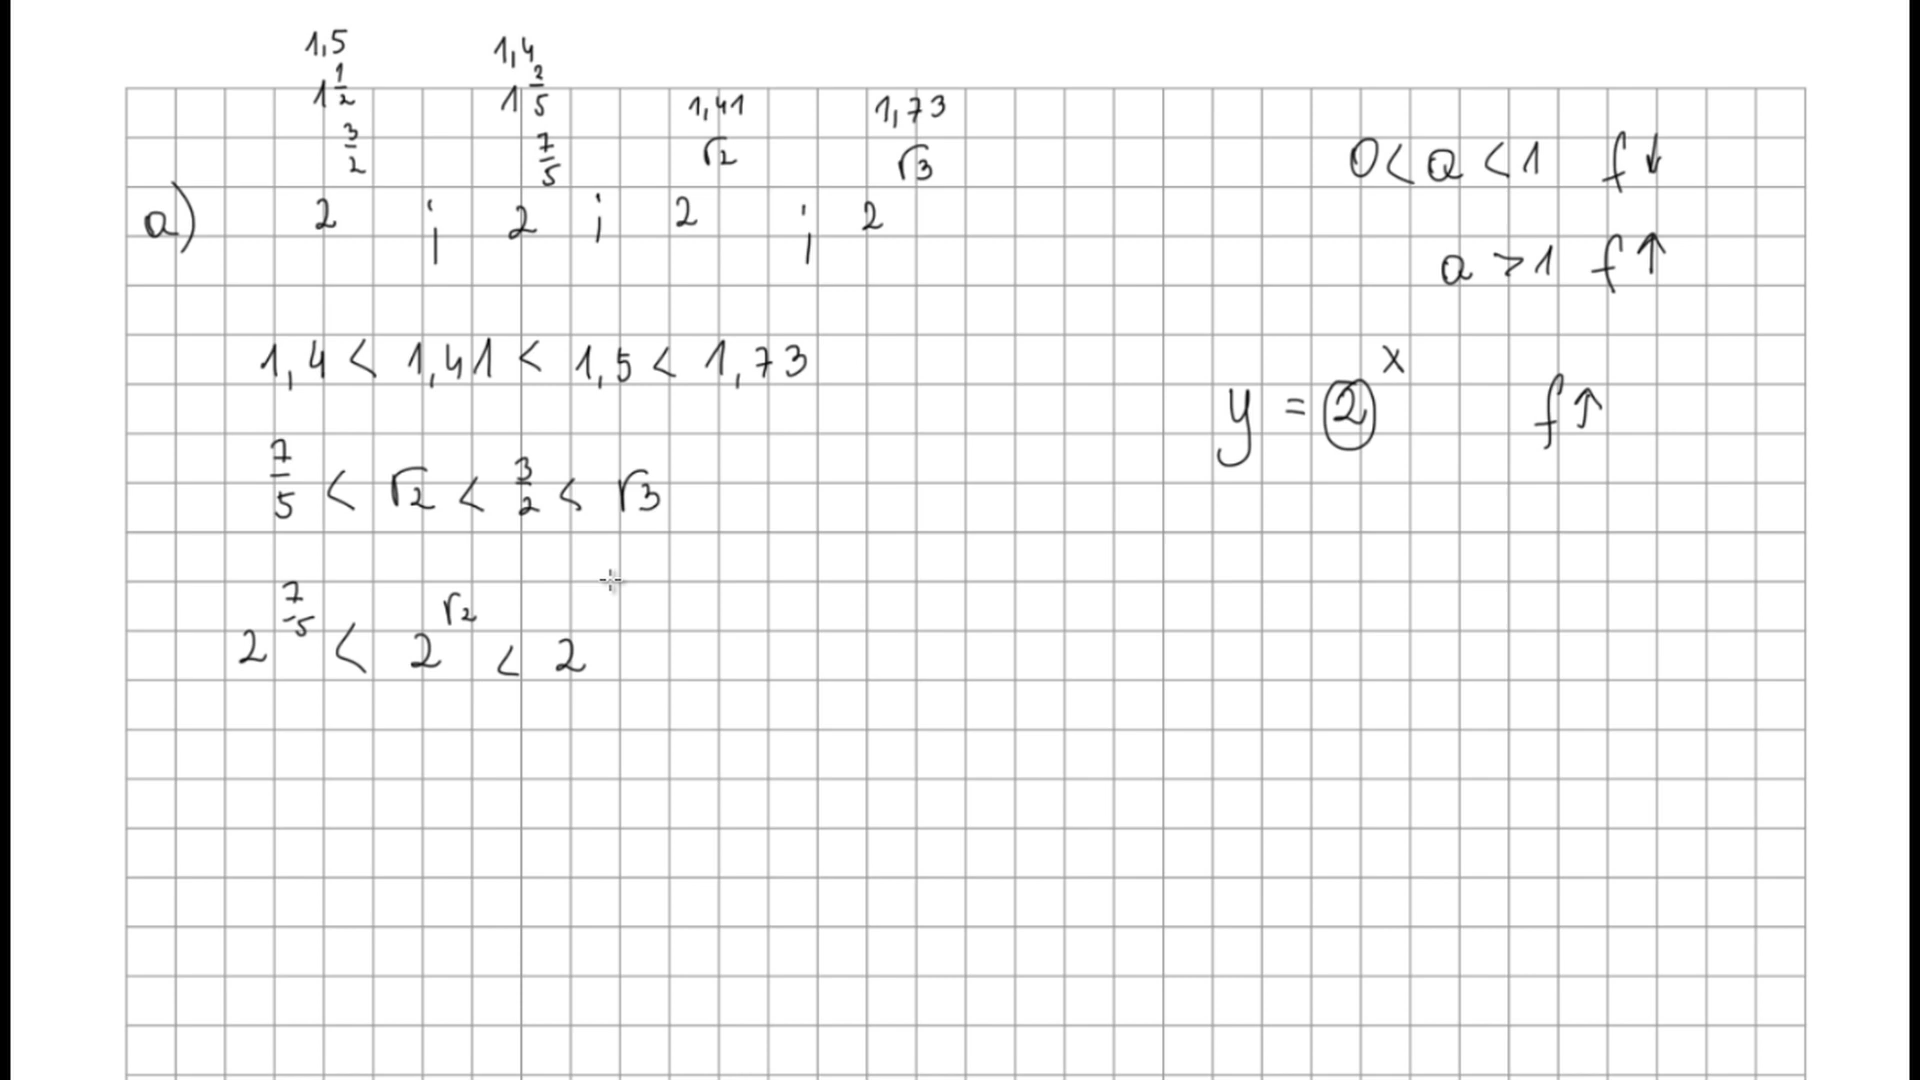 1,5 1,4
1 1/2 1 2/5 1,41 1,73
3/2 7/5 √2 √3
a) 2 ; 2 ; 2 ; 2
0 < a < 1 f↓
a > 1 f↑
1,4 < 1,41 < 1,5 < 1,73
y = 2^x f↑
7/5 < √2 < 3/2 < √3
2^7/5 < 2^√2 < 2